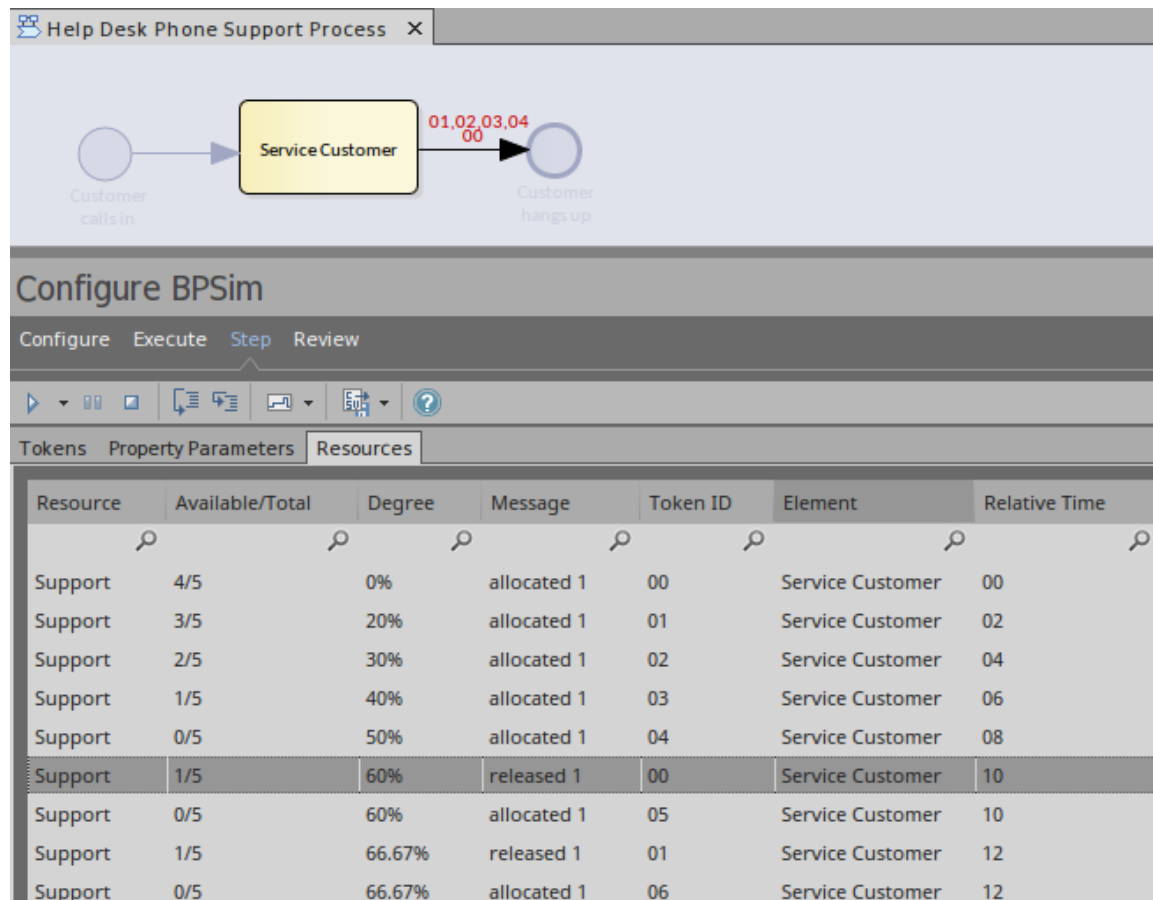 Help Desk Phone Support Process
01,02,03,04
00
Service Customer
Customer
calls in
Customer
hangs up
Configure BPSim
Configure Execute Step Review
Tokens Property Parameters Resources
Resource Available/Total Degree Message Token ID Element Relative Time
Support 4/5 0% allocated 1 00 Service Customer 00
Support 3/5 20% allocated 1 01 Service Customer 02
Support 2/5 30% allocated 1 02 Service Customer 04
Support 1/5 40% allocated 1 03 Service Customer 06
Support 0/5 50% allocated 1 04 Service Customer 08
Support 1/5 60% released 1 00 Service Customer 10
Support 0/5 60% allocated 1 05 Service Customer 10
Support 1/5 66.67% released 1 01 Service Customer 12
Support 0/5 66.67% allocated 1 06 Service Customer 12